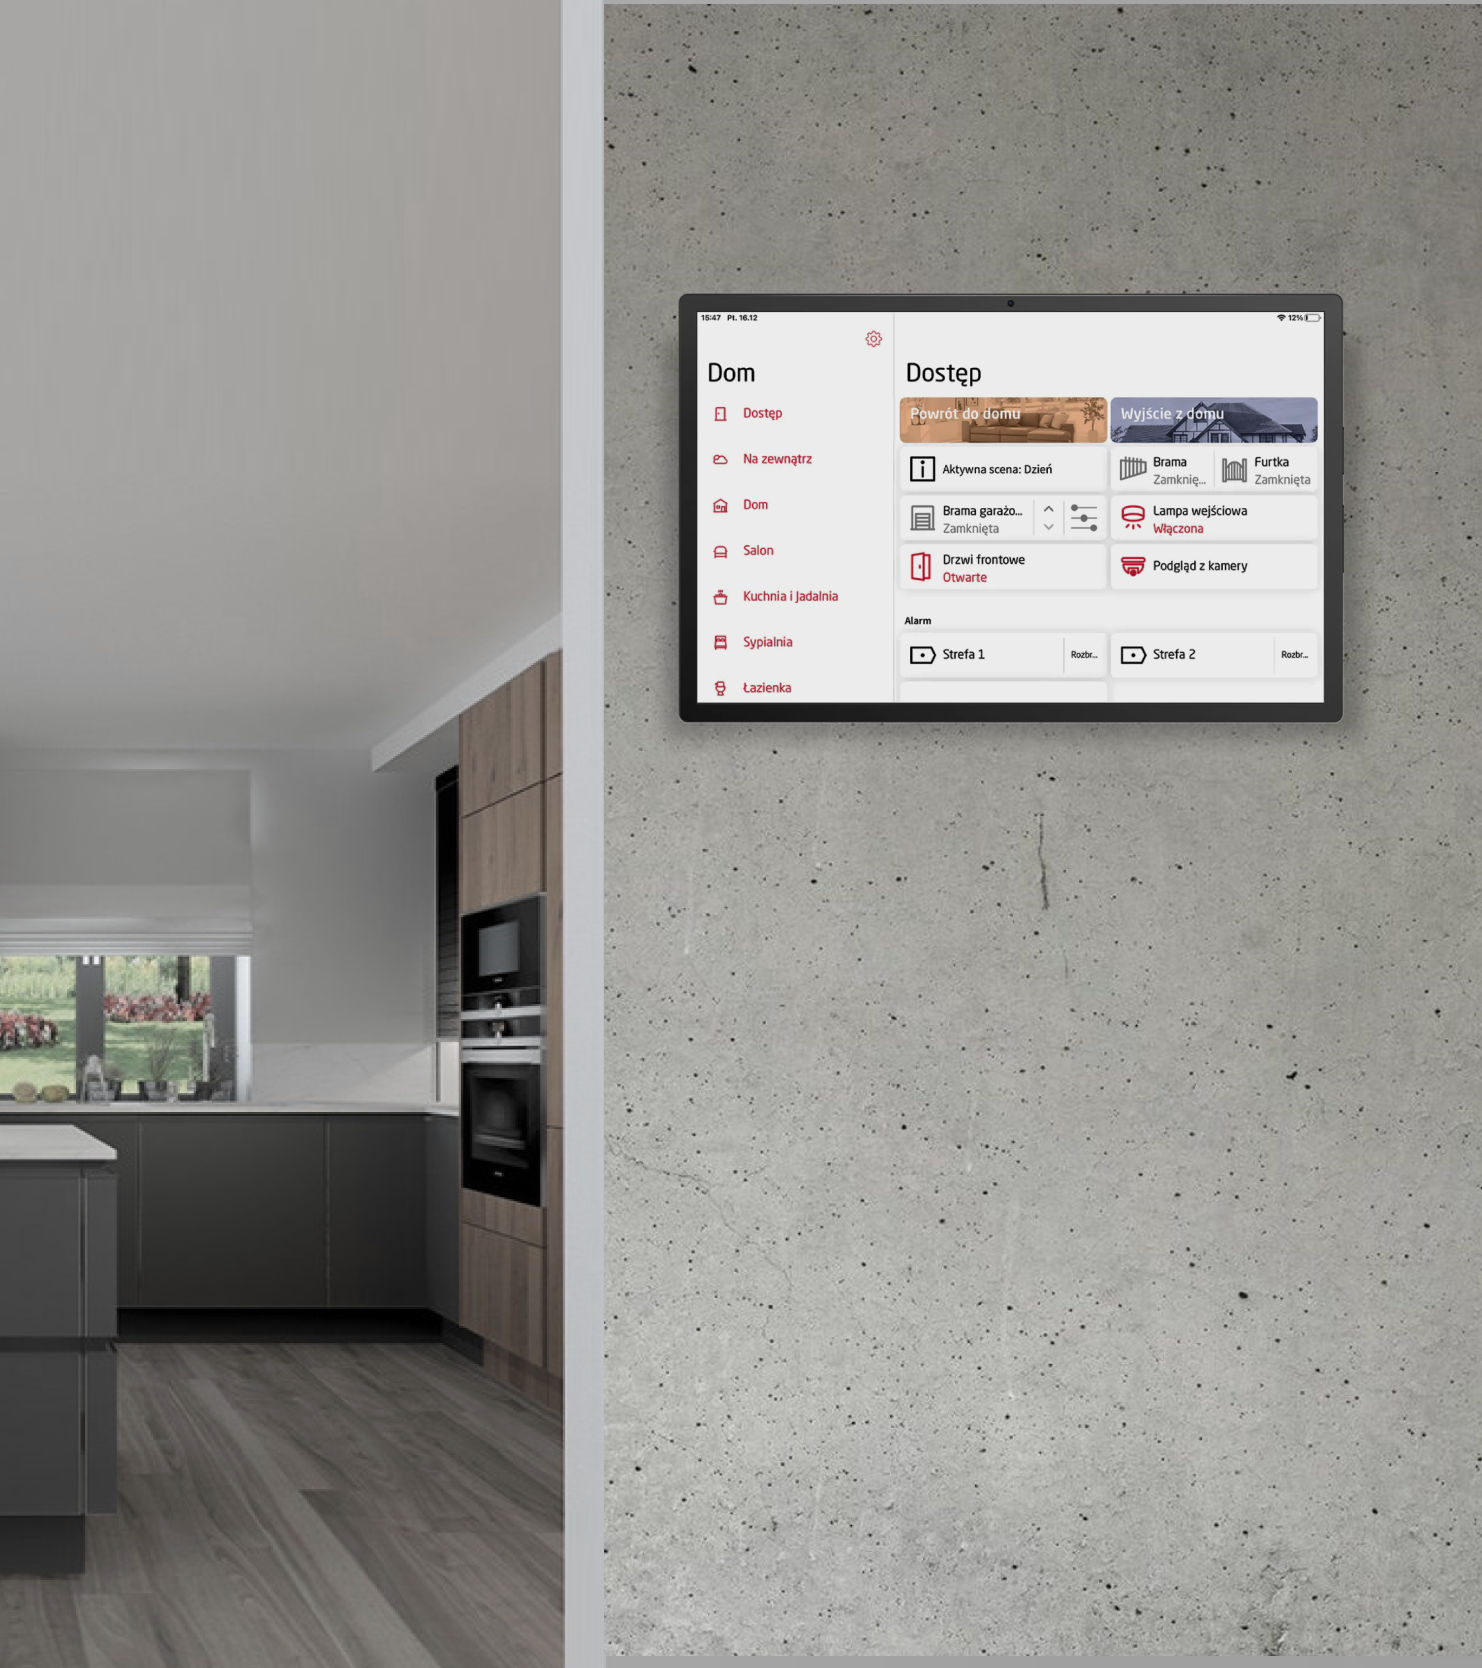 15:47 Pt. 16.12
12%
Dom
Dostęp
Na zewnątrz
Dom
Salon
Kuchnia i Jadalnia
Sypialnia
Łazienka
Dostęp
Powrót do domu
Wyjście z domu
Aktywna scena: Dzień
Brama
Zamknię...
Furtka
Zamknięta
Brama garażo...
Zamknięta
Lampa wejściowa
Włączona
Drzwi frontowe
Otwarte
Podgląd z kamery
Alarm
Strefa 1
Rozbr...
Strefa 2
Rozbr...